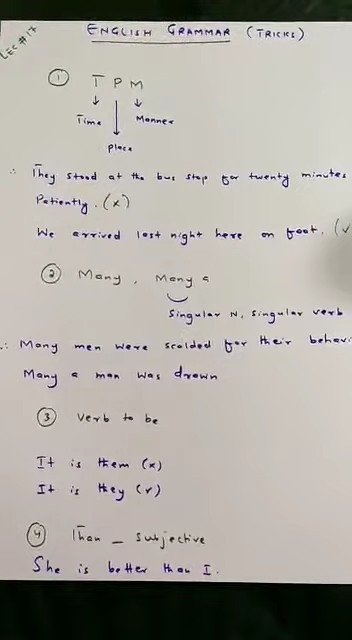 LEC # 17
ENGLISH GRAMMAR (TRICKS)
① T P M
Time Manner
Place
∴ They stood at the bus stop for twenty minutes
Patiently. (x)
We arrived last night here on foot. (✓
② Many, Many a
Singular N, Singular verb
∴ Many men were scolded for their behavi
Many a man was drawn
③ Verb to be
It is them (x)
It is they (✓)
④ Than _ subjective
She is better than I.